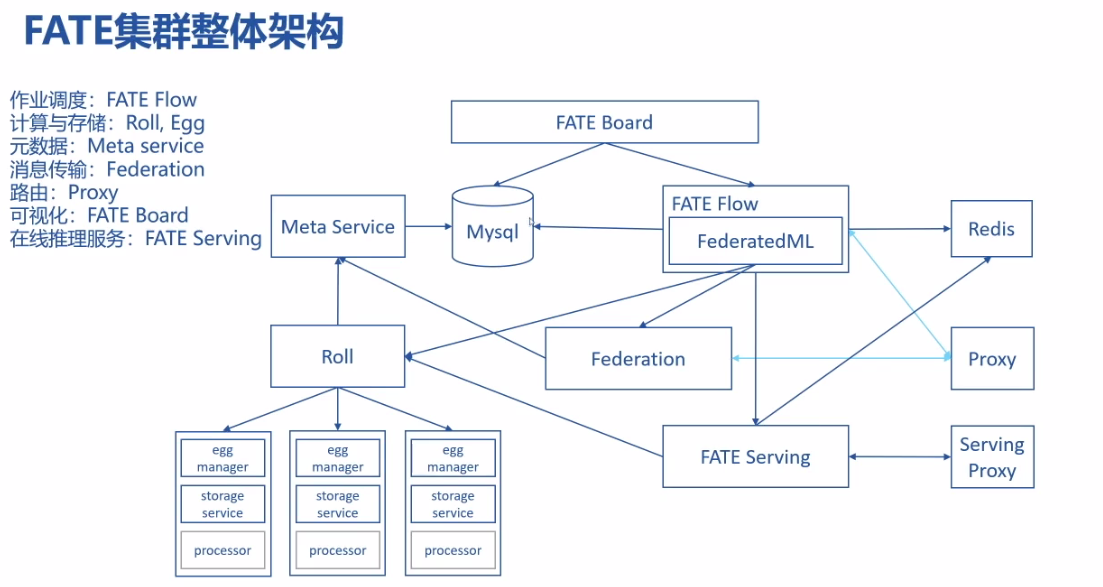 FATE集群整体架构
作业调度：FATE Flow
计算与存储：Roll, Egg
元数据：Meta service
消息传输：Federation
路由：Proxy
可视化：FATE Board
在线推理服务：FATE Serving
FATE Board
Meta Service
Mysql
FATE Flow
FederatedML
Redis
Roll
Federation
Proxy
FATE Serving
Serving
Proxy
egg
manager
storage
service
processor
egg
manager
storage
service
processor
egg
manager
storage
service
processor